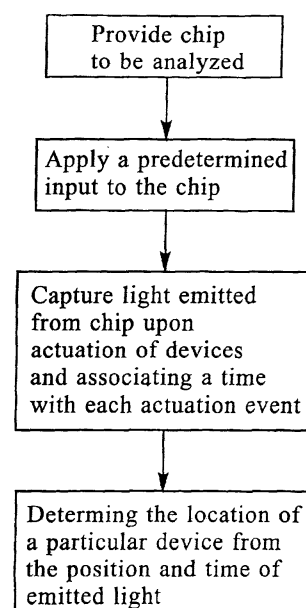 Provide chip
to be analyzed
Apply a predetermined
input to the chip
Capture light emitted
from chip upon
actuation of devices
and associating a time
with each actuation event
Determing the location of
a particular device from
the position and time of
emitted light